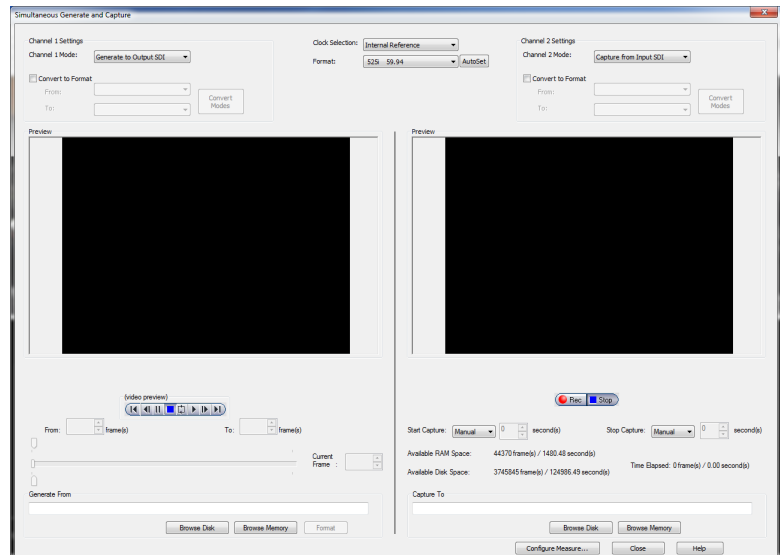 Simultaneous Generate and Capture
Channel 1 Settings
Channel 1 Mode: Generate to Output SDI
Convert to Format
From:
To:
Convert Modes
Clock Selection: Internal Reference
Format: 525i 59.94 AutoSet
Channel 2 Settings
Channel 2 Mode: Capture from Input SDI
Convert to Format
From:
To:
Convert Modes
Preview
Preview
(video preview)
From: frame(s) To: frame(s)
Current Frame :
Generate From
Browse Disk Browse Memory Format
Rec Stop
Start Capture: Manual 0 second(s) Stop Capture: Manual 0 second(s)
Available RAM Space: 44370 frame(s) / 1480.48 second(s)
Time Elapsed: 0 frame(s) / 0.00 second(s)
Available Disk Space: 3745845 frame(s) / 124986.49 second(s)
Capture To
Browse Disk Browse Memory
Configure Measure... Close Help